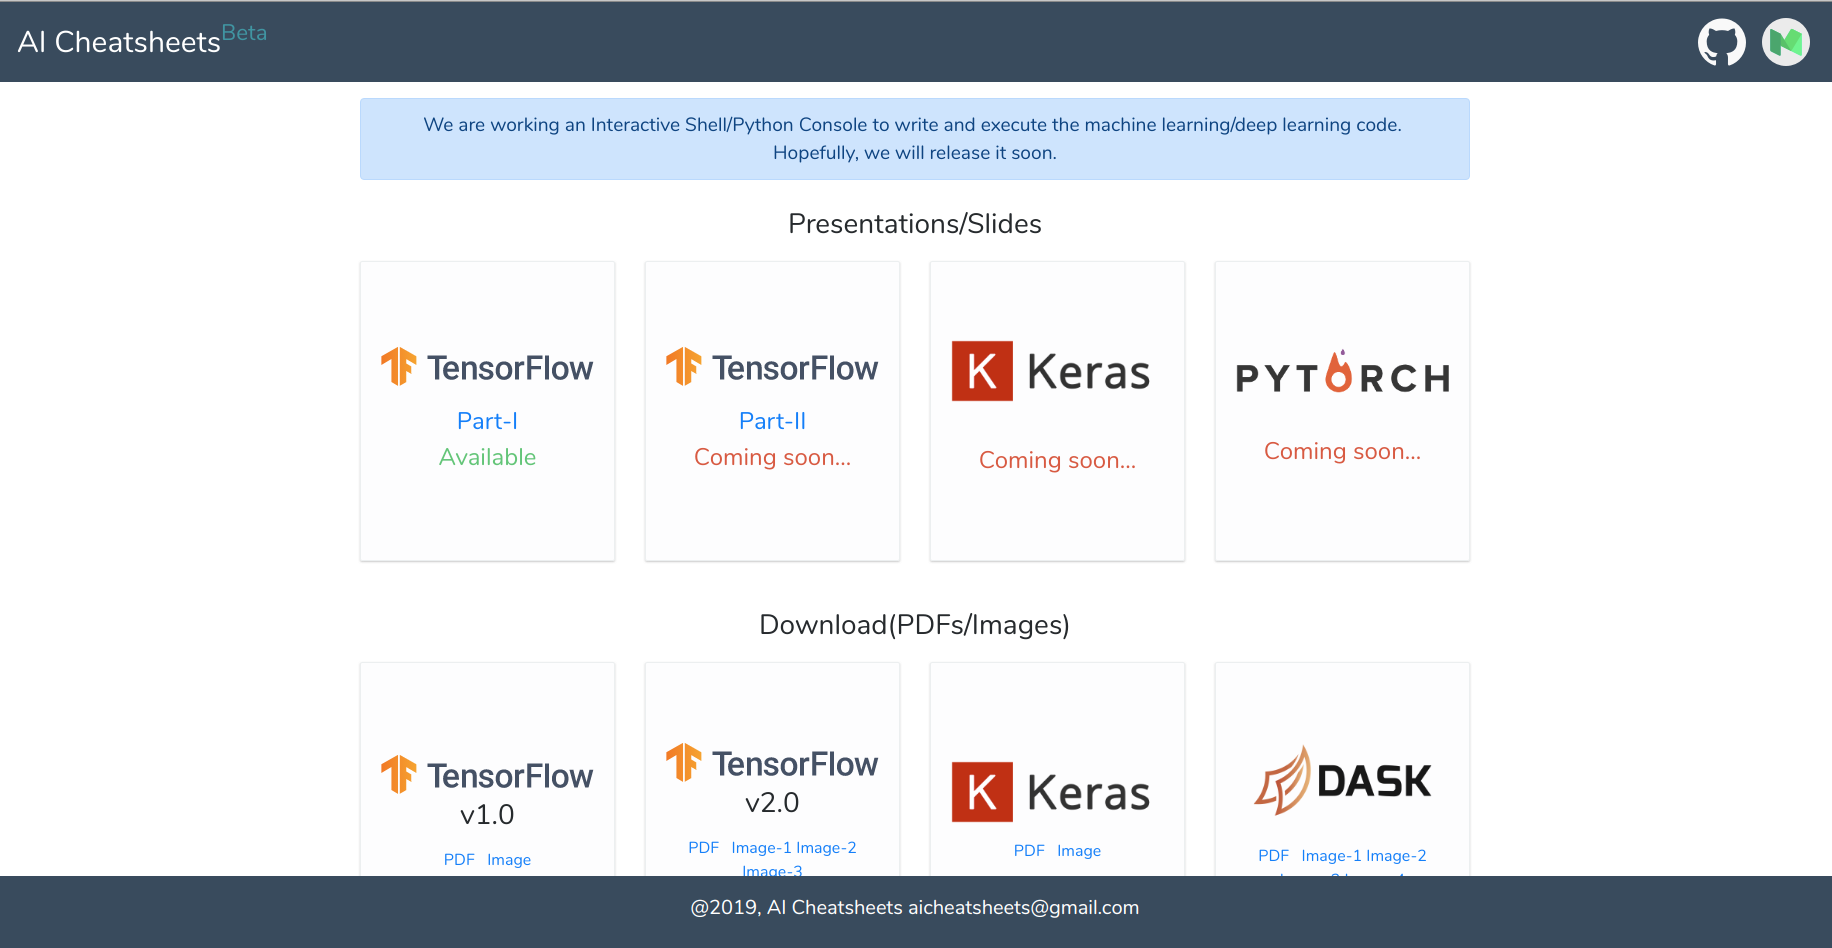 AI Cheatsheets Beta
We are working an Interactive Shell/Python Console to write and execute the machine learning/deep learning code.
Hopefully, we will release it soon.
Presentations/Slides
TensorFlow
Part-I
Available
TensorFlow
Part-II
Coming soon...
K Keras
Coming soon...
PYTORCH
Coming soon...
Download(PDFs/Images)
TensorFlow
v1.0
PDF Image
TensorFlow
v2.0
PDF Image-1 Image-2
Image-3
K Keras
PDF Image
DASK
PDF Image-1 Image-2
@2019, AI Cheatsheets aicheatsheets@gmail.com